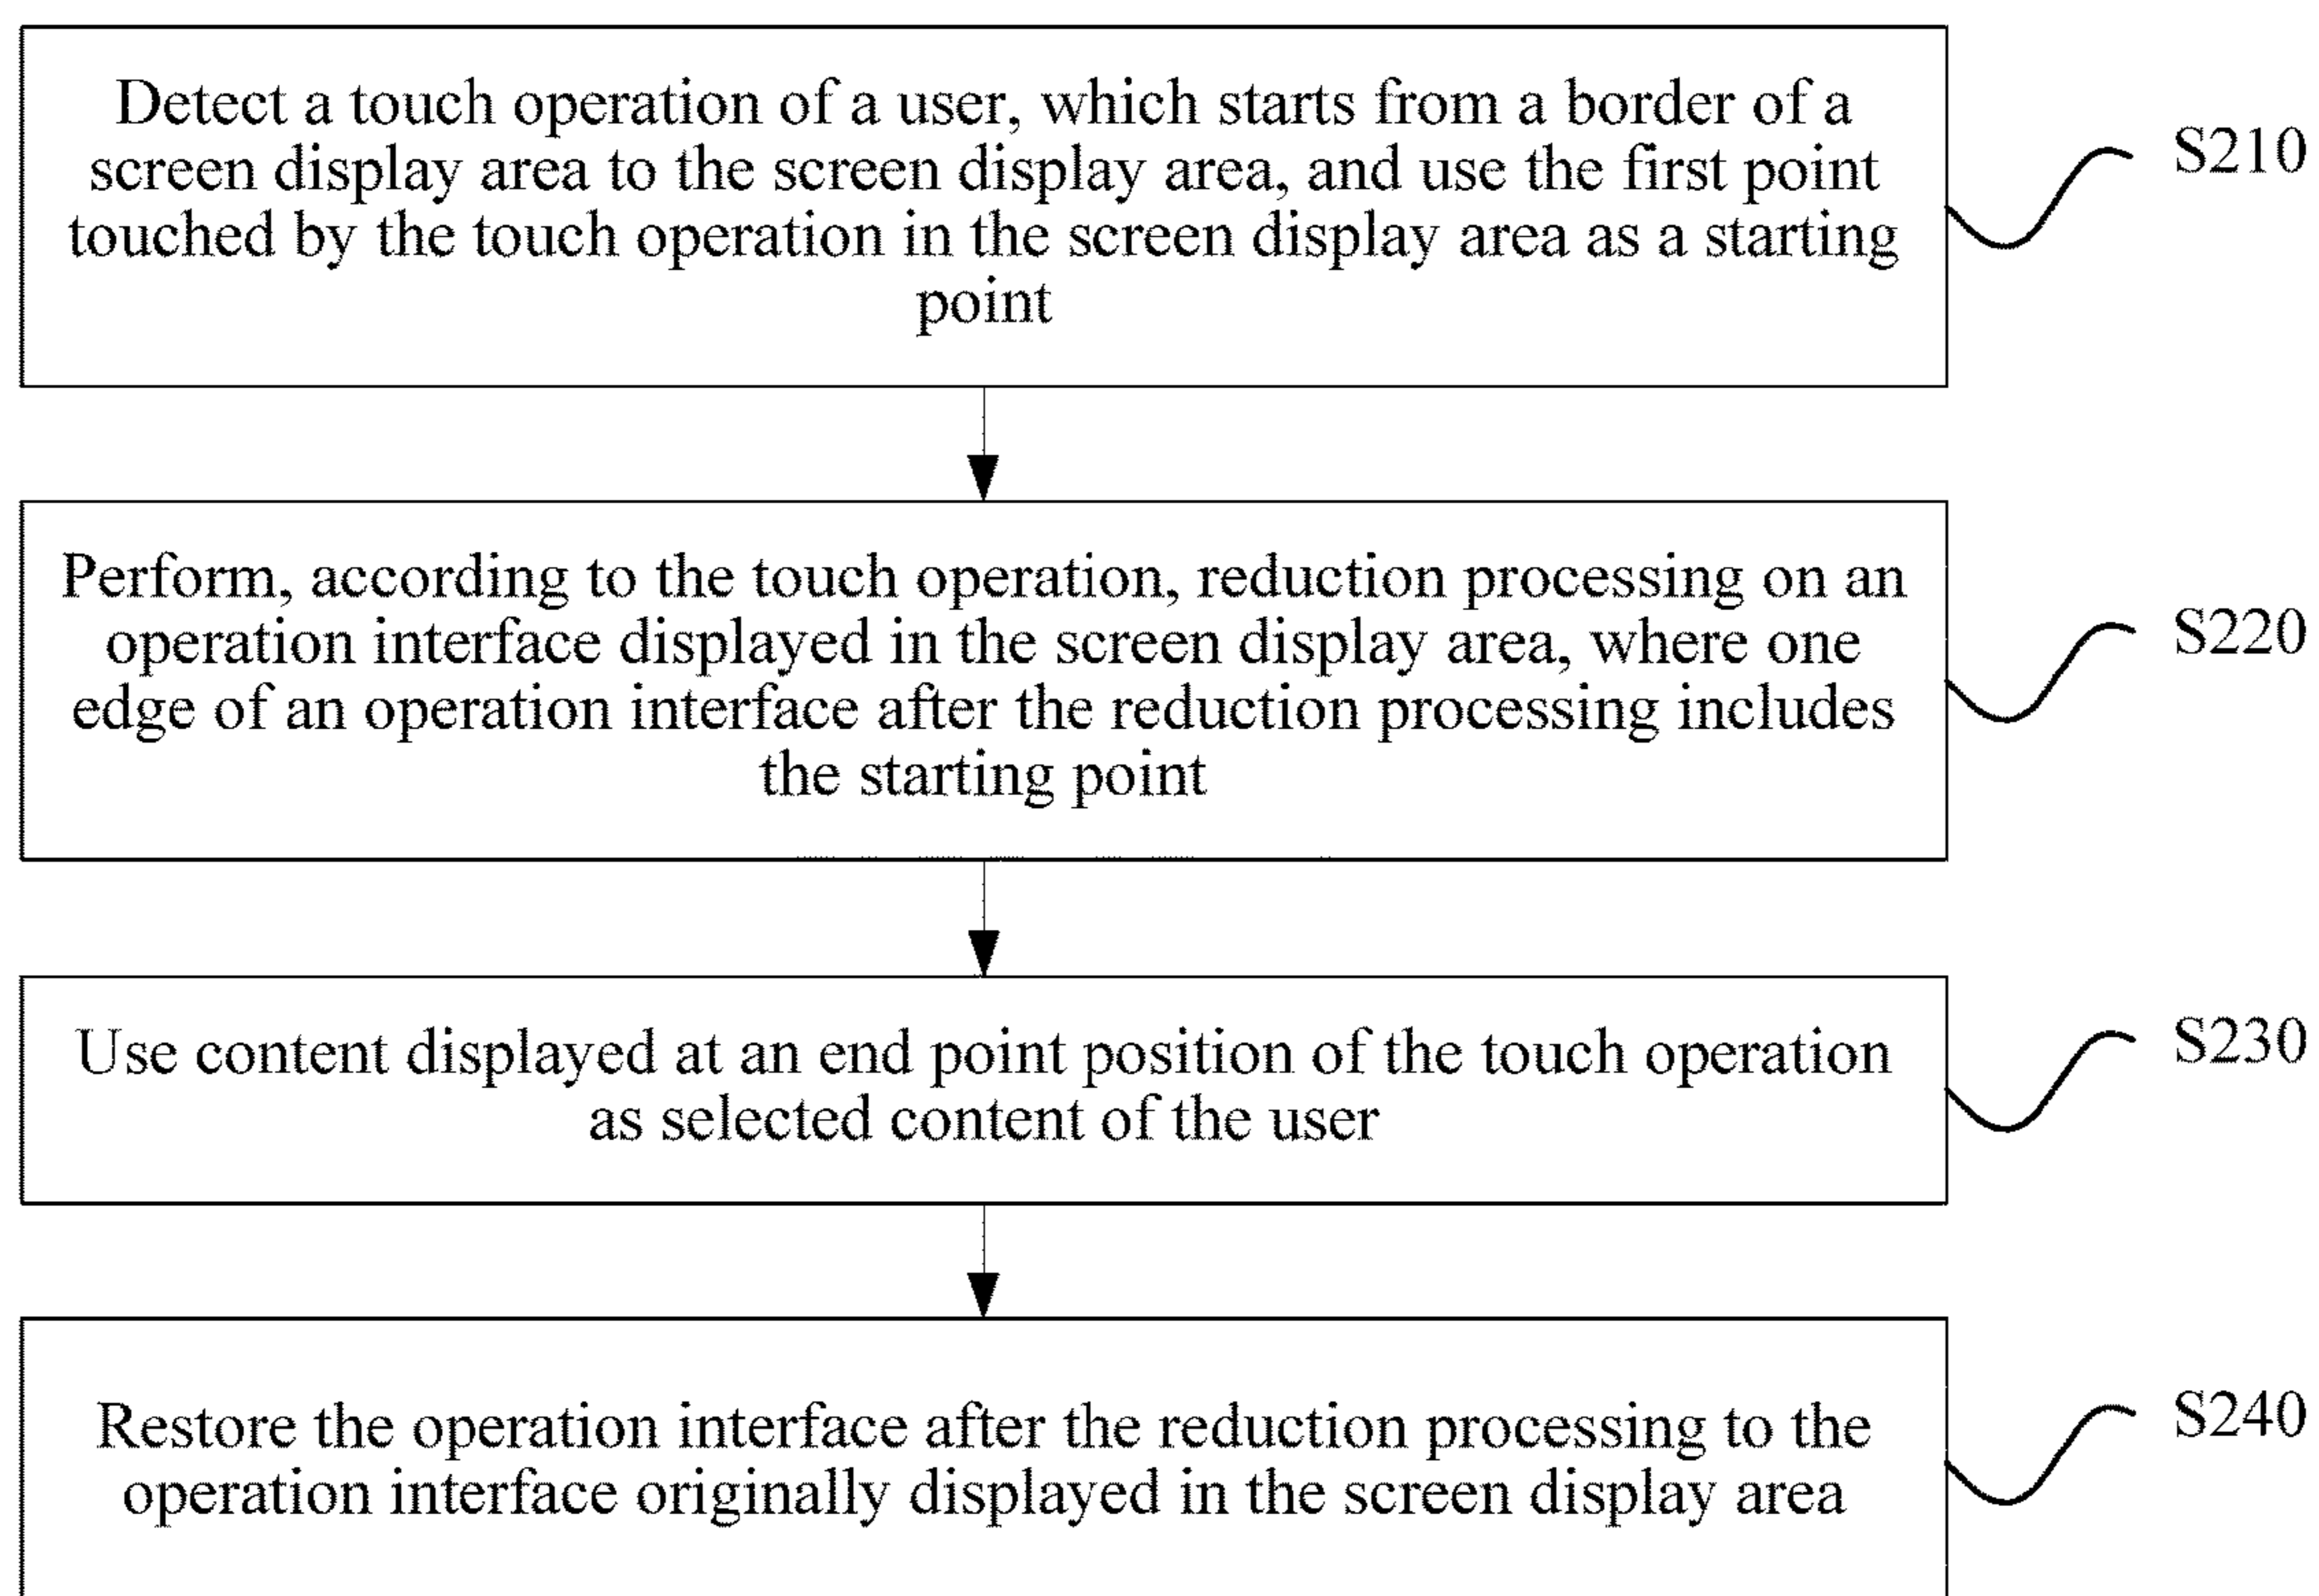 Detect a touch operation of a user, which starts from a border of a
screen display area to the screen display area, and use the first point
touched by the touch operation in the screen display area as a starting
point
S210
Perform, according to the touch operation, reduction processing on an
operation interface displayed in the screen display area, where one
edge of an operation interface after the reduction processing includes
the starting point
S220
Use content displayed at an end point position of the touch operation
as selected content of the user
S230
Restore the operation interface after the reduction processing to the
operation interface originally displayed in the screen display area
S240